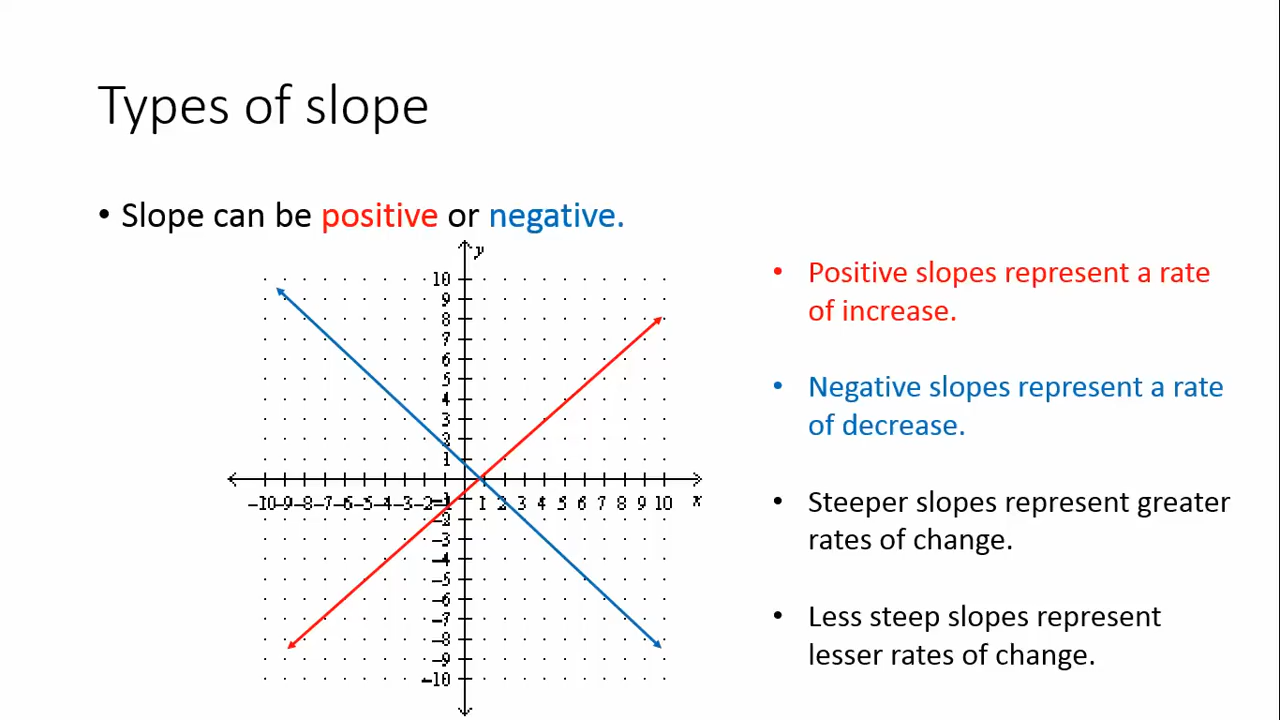 Types of slope
• Slope can be positive or negative.
y
10
9
8
7
6
5
4
3
2
1
-10-9-8-7-6-5-4-3-2-1 1 2 3 4 5 6 7 8 9 10 x
-1
-2
-3
-4
-5
-6
-7
-8
-9
-10
• Positive slopes represent a rate
of increase.
• Negative slopes represent a rate
of decrease.
• Steeper slopes represent greater
rates of change.
• Less steep slopes represent
lesser rates of change.